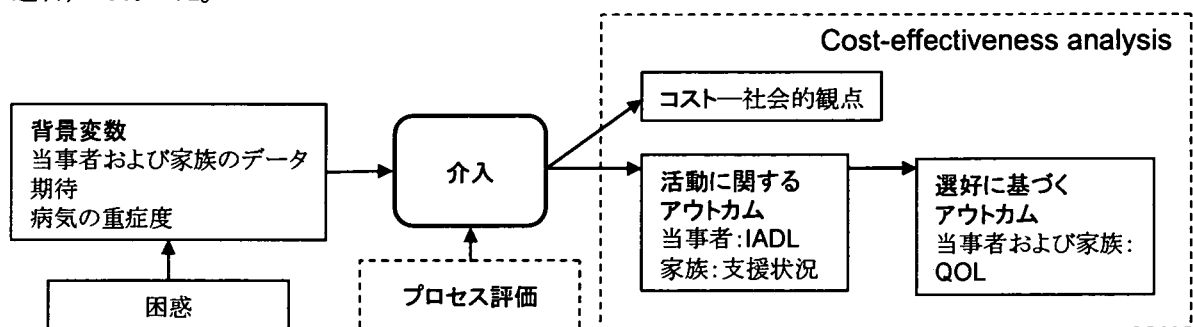 Cost-effectiveness analysis
コスト―社会的観点
背景変数
当事者および家族のデータ
期待
病気の重症度
介入
活動に関する
アウトカム
当事者:IADL
家族:支援状況
選好に基づく
アウトカム
当事者および家族:
QOL
困惑
プロセス評価